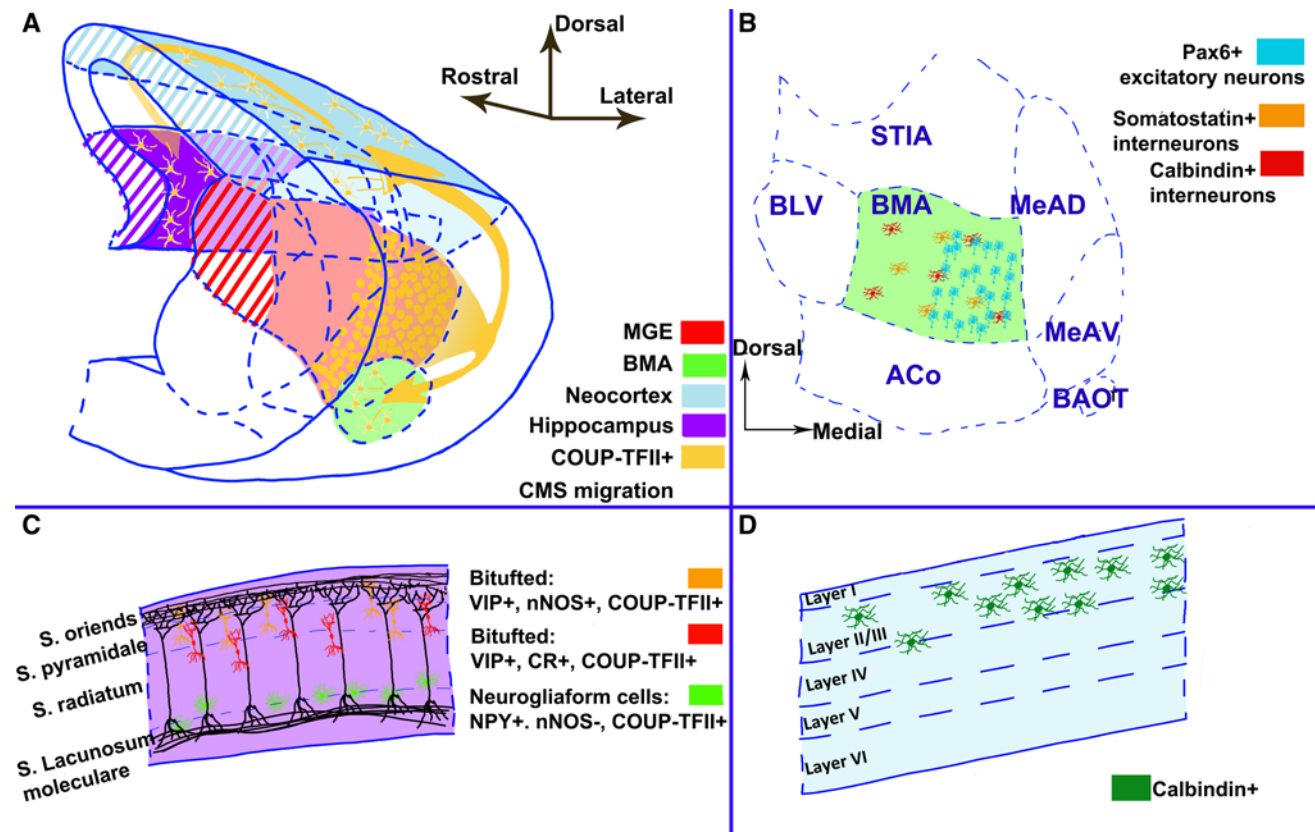 A
Dorsal
Rostral
Lateral
MGE
BMA
Neocortex
Hippocampus
COUP-TFII+
CMS migration
B
Pax6+
excitatory neurons
Somatostatin+
interneurons
Calbindin+
interneurons
STIA
BLV
BMA
MeAD
MeAV
ACo
BAOT
Dorsal
Medial
C
S. oriends
S. pyramidale
S. radiatum
S. Lacunosum
moleculare
Bitufted:
VIP+, nNOS+, COUP-TFII+
Bitufted:
VIP+, CR+, COUP-TFII+
Neurogliaform cells:
NPY+. nNOS-, COUP-TFII+
D
Layer I
Layer II/III
Layer IV
Layer V
Layer VI
Calbindin+